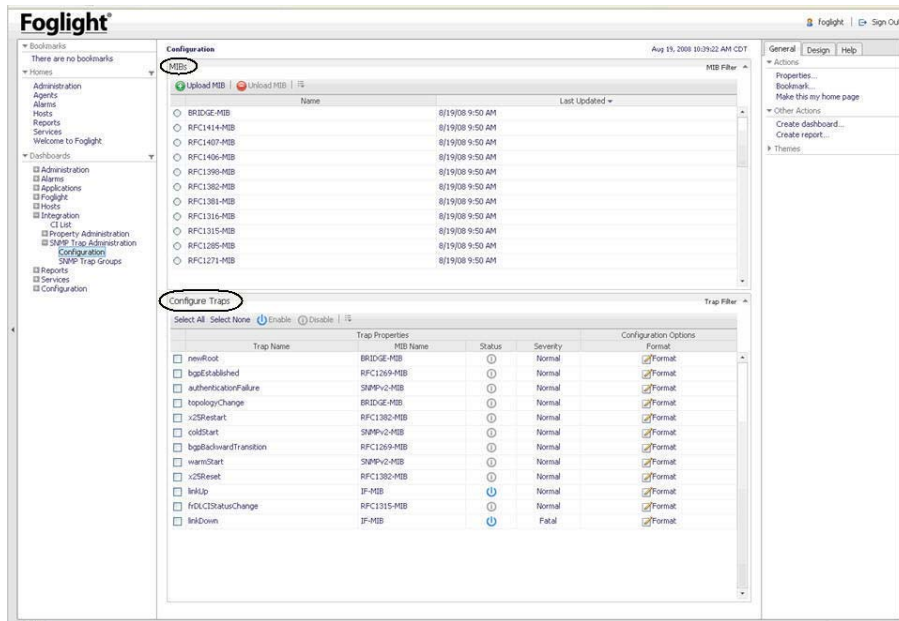 Foglight
foglight | Sign Out
Bookmarks
There are no bookmarks
Homes
Administration
Agents
Alarms
Hosts
Reports
Services
Welcome to Foglight
Dashboards
Administration
Alarms
Applications
Foglight
Hosts
Integration
CI List
Property Administration
SNMP Trap Administration
Configuration
SNMP Trap Groups
Reports
Services
Configuration
Configuration Aug 19, 2008 10:39:22 AM CDT
MIBs MIB Filter
Upload MIB | Unload MIB |
Name Last Updated
BRIDGE-MIB 8/19/08 9:50 AM
RFC1414-MIB 8/19/08 9:50 AM
RFC1407-MIB 8/19/08 9:50 AM
RFC1406-MIB 8/19/08 9:50 AM
RFC1398-MIB 8/19/08 9:50 AM
RFC1382-MIB 8/19/08 9:50 AM
RFC1381-MIB 8/19/08 9:50 AM
RFC1316-MIB 8/19/08 9:50 AM
RFC1315-MIB 8/19/08 9:50 AM
RFC1285-MIB 8/19/08 9:50 AM
RFC1271-MIB 8/19/08 9:50 AM
Configure Traps Trap Filter
Select All Select None Enable Disable |
Trap Properties Configuration Options
Trap Name MIB Name Status Severity Format
newRoot BRIDGE-MIB Normal Format
bgpEstablished RFC1269-MIB Normal Format
authenticationFailure SNMPv2-MIB Normal Format
topologyChange BRIDGE-MIB Normal Format
x25Restart RFC1382-MIB Normal Format
coldStart SNMPv2-MIB Normal Format
bgpBackwardTransition RFC1269-MIB Normal Format
warmStart SNMPv2-MIB Normal Format
x25Reset RFC1382-MIB Normal Format
linkUp IF-MIB Normal Format
frDLCIStatusChange RFC1315-MIB Normal Format
linkDown IF-MIB Fatal Format
General Design Help
Actions
Properties...
Bookmark...
Make this my home page
Other Actions
Create dashboard...
Create report...
Themes